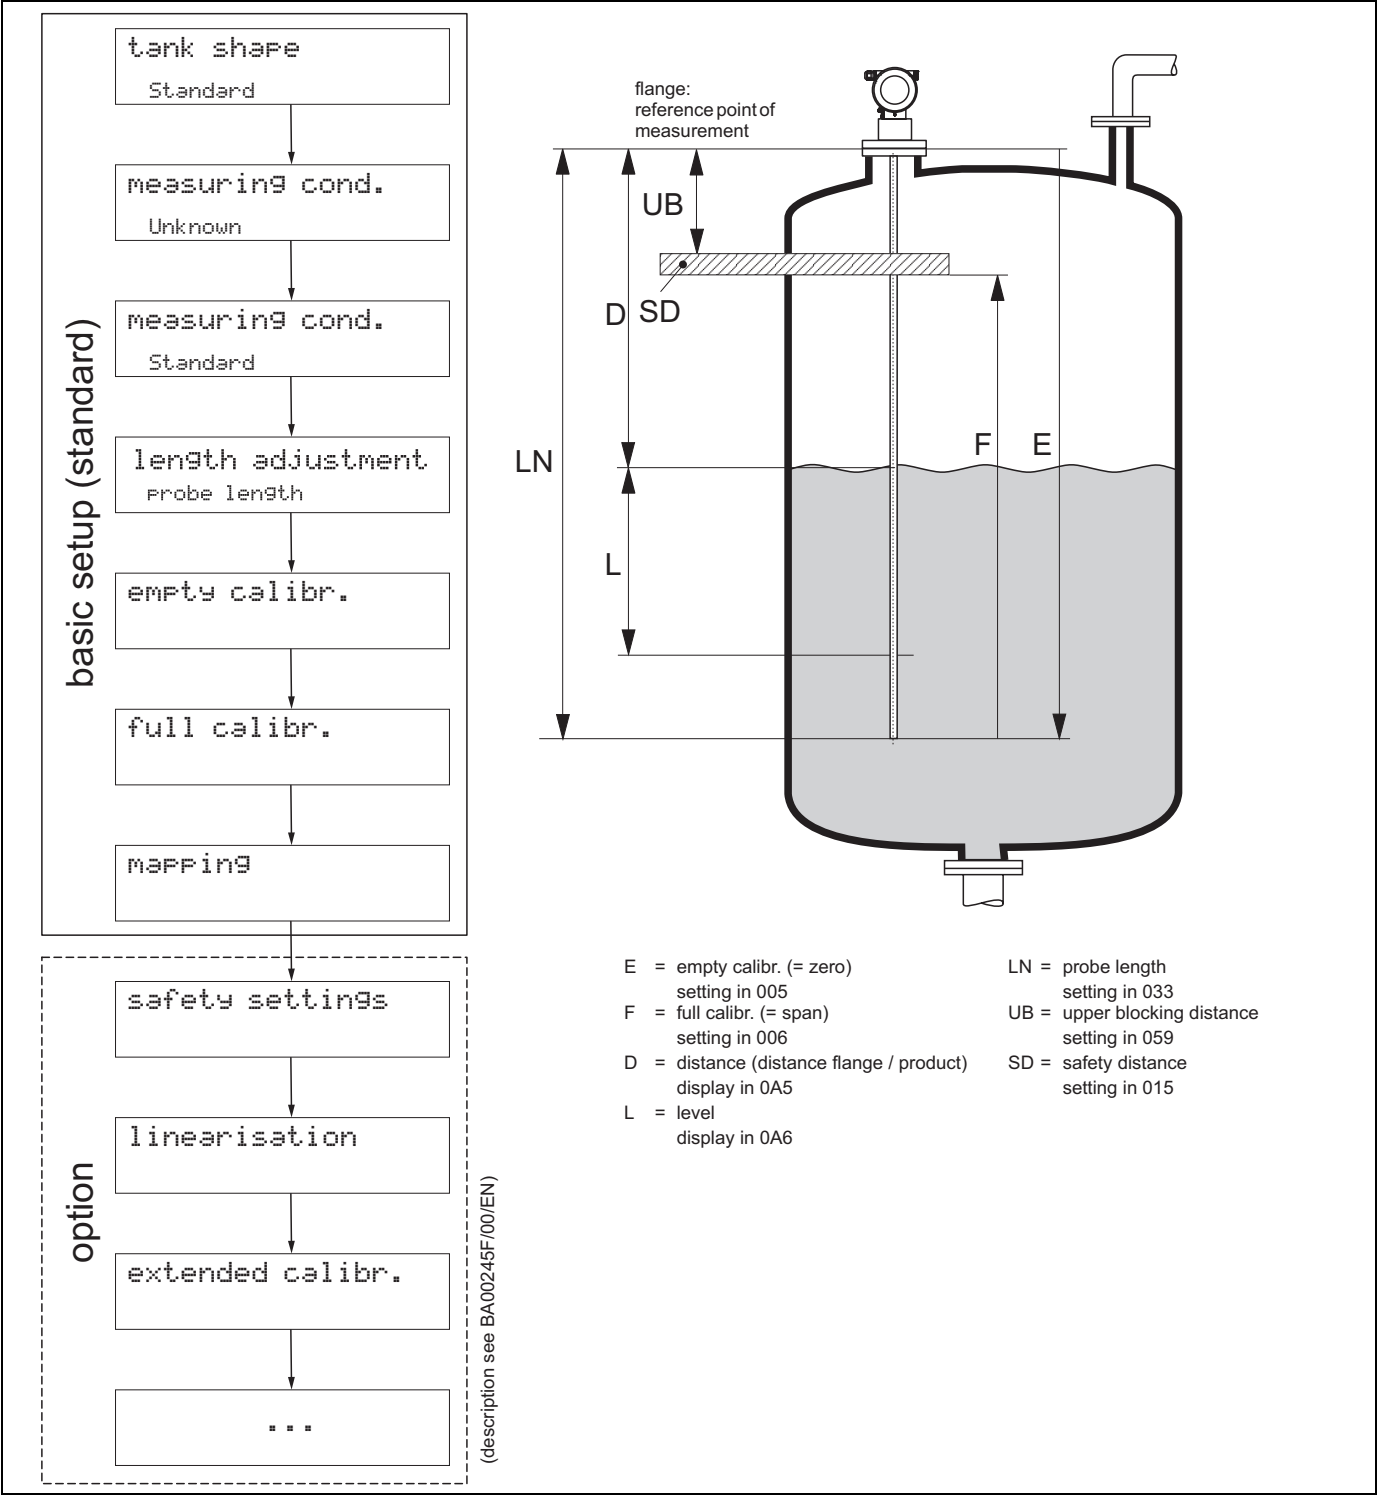 tank shape
Standard
measuring cond.
Unknown
measuring cond.
Standard
length adjustment
probe length
empty calibr.
full calibr.
mapping
basic setup (standard)
safety settings
linearisation
extended calibr.
...
option
(description see BA00245F/00/EN)
flange:
reference point of
measurement
UB
SD
D
LN
L
F
E
E = empty calibr. (= zero)
setting in 005
F = full calibr. (= span)
setting in 006
D = distance (distance flange / product)
display in 0A5
L = level
display in 0A6
LN = probe length
setting in 033
UB = upper blocking distance
setting in 059
SD = safety distance
setting in 015